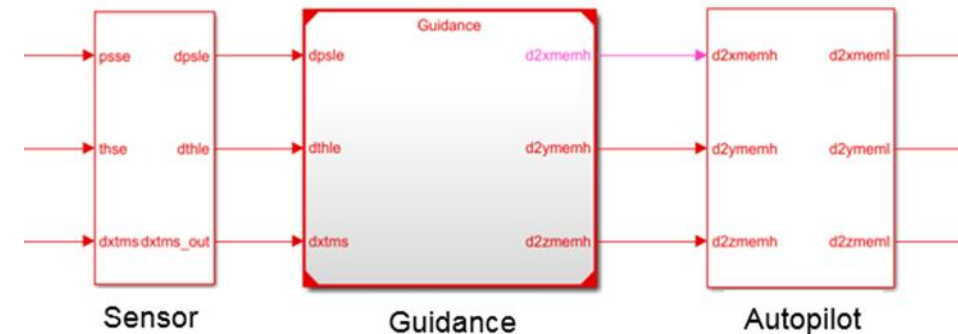 Guidance
psse dpsle dpsle d2xmemh d2xmemh d2xmeml
thse dthle dthle d2ymemh d2ymemh d2ymeml
dxtms dxtms_out dxtms d2zmemh d2zmemh d2zmeml
Sensor Guidance Autopilot